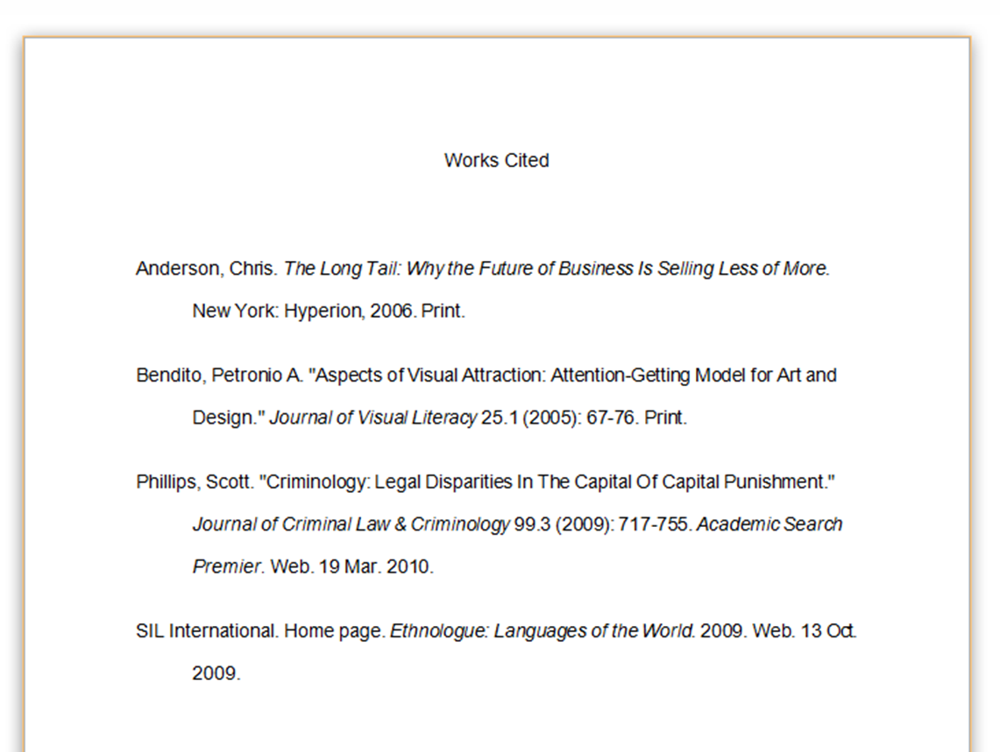 Works Cited
Anderson, Chris. The Long Tail: Why the Future of Business Is Selling Less of More.
New York: Hyperion, 2006. Print.
Bendito, Petronio A. "Aspects of Visual Attraction: Attention-Getting Model for Art and
Design." Journal of Visual Literacy 25.1 (2005): 67-76. Print.
Phillips, Scott. "Criminology: Legal Disparities In The Capital Of Capital Punishment."
Journal of Criminal Law & Criminology 99.3 (2009): 717-755. Academic Search
Premier. Web. 19 Mar. 2010.
SIL International. Home page. Ethnologue: Languages of the World. 2009. Web. 13 Oct.
2009.